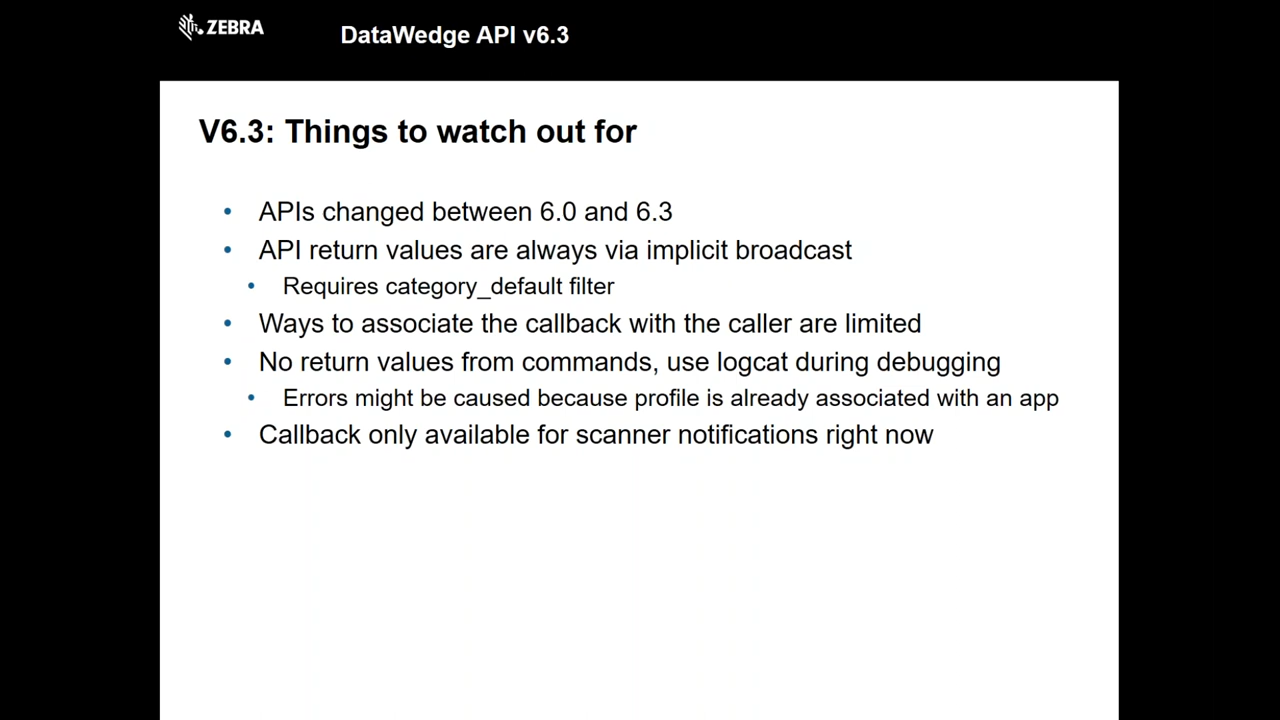 ZEBRA
DataWedge API v6.3
V6.3: Things to watch out for
• APIs changed between 6.0 and 6.3
• API return values are always via implicit broadcast
• Requires category_default filter
• Ways to associate the callback with the caller are limited
• No return values from commands, use logcat during debugging
• Errors might be caused because profile is already associated with an app
• Callback only available for scanner notifications right now